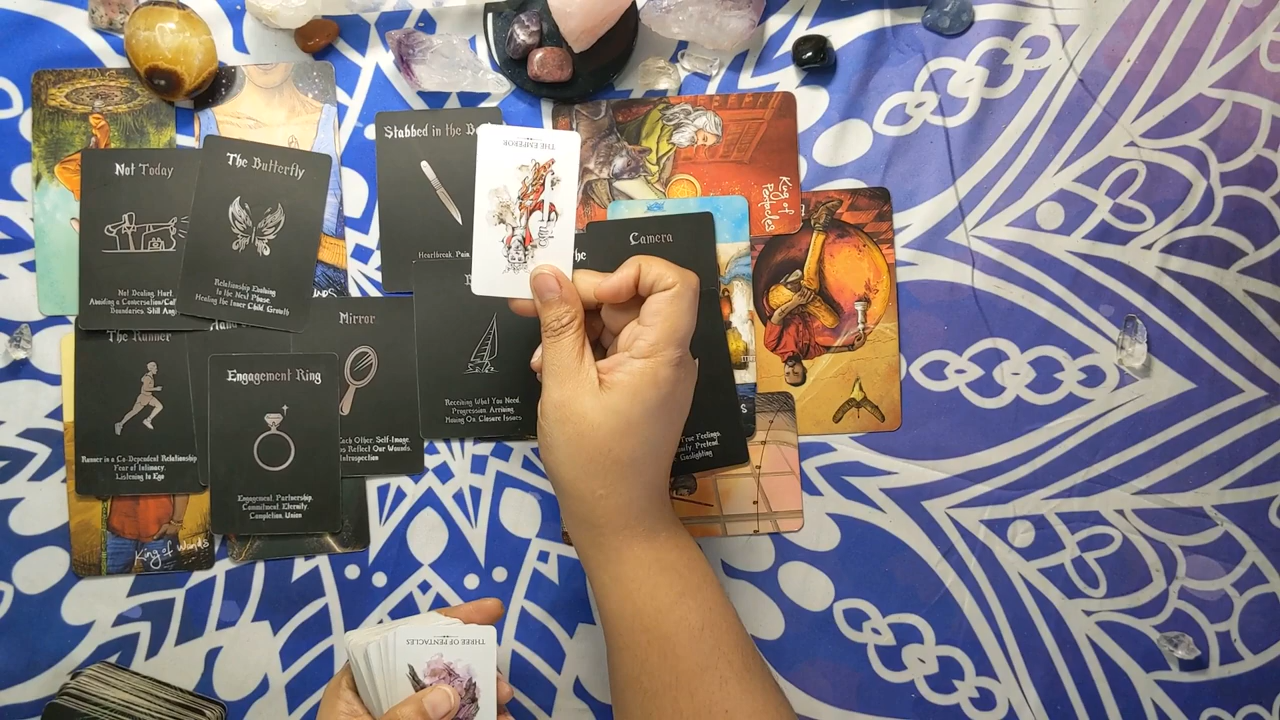 Not Today
Not Dealing, Hurt,
Boundaries, Still
The Butterfly
Relationship Evolving
to the Next Phase,
Healing the Inner Child, Growth
Stabbed in the
Heartbreak, Pain,
THE EMPEROR
King of
Pentacles
Camera
True Feelings,
Pretend,
Gaslighting
The Runner
Runner is a Co-Dependent Relationship
Fear of Intimacy,
Listening to Ego
Engagement Ring
Engagement, Partnership,
Commitment, Eternity,
Completion, Union
Mirror
Each Other, Self-Image,
Reflect Our Wounds,
Introspection
Receiving What You Need,
Progression, Arriving,
Moving On, Closure Issues
King of Wands
THREE OF PENTACLES